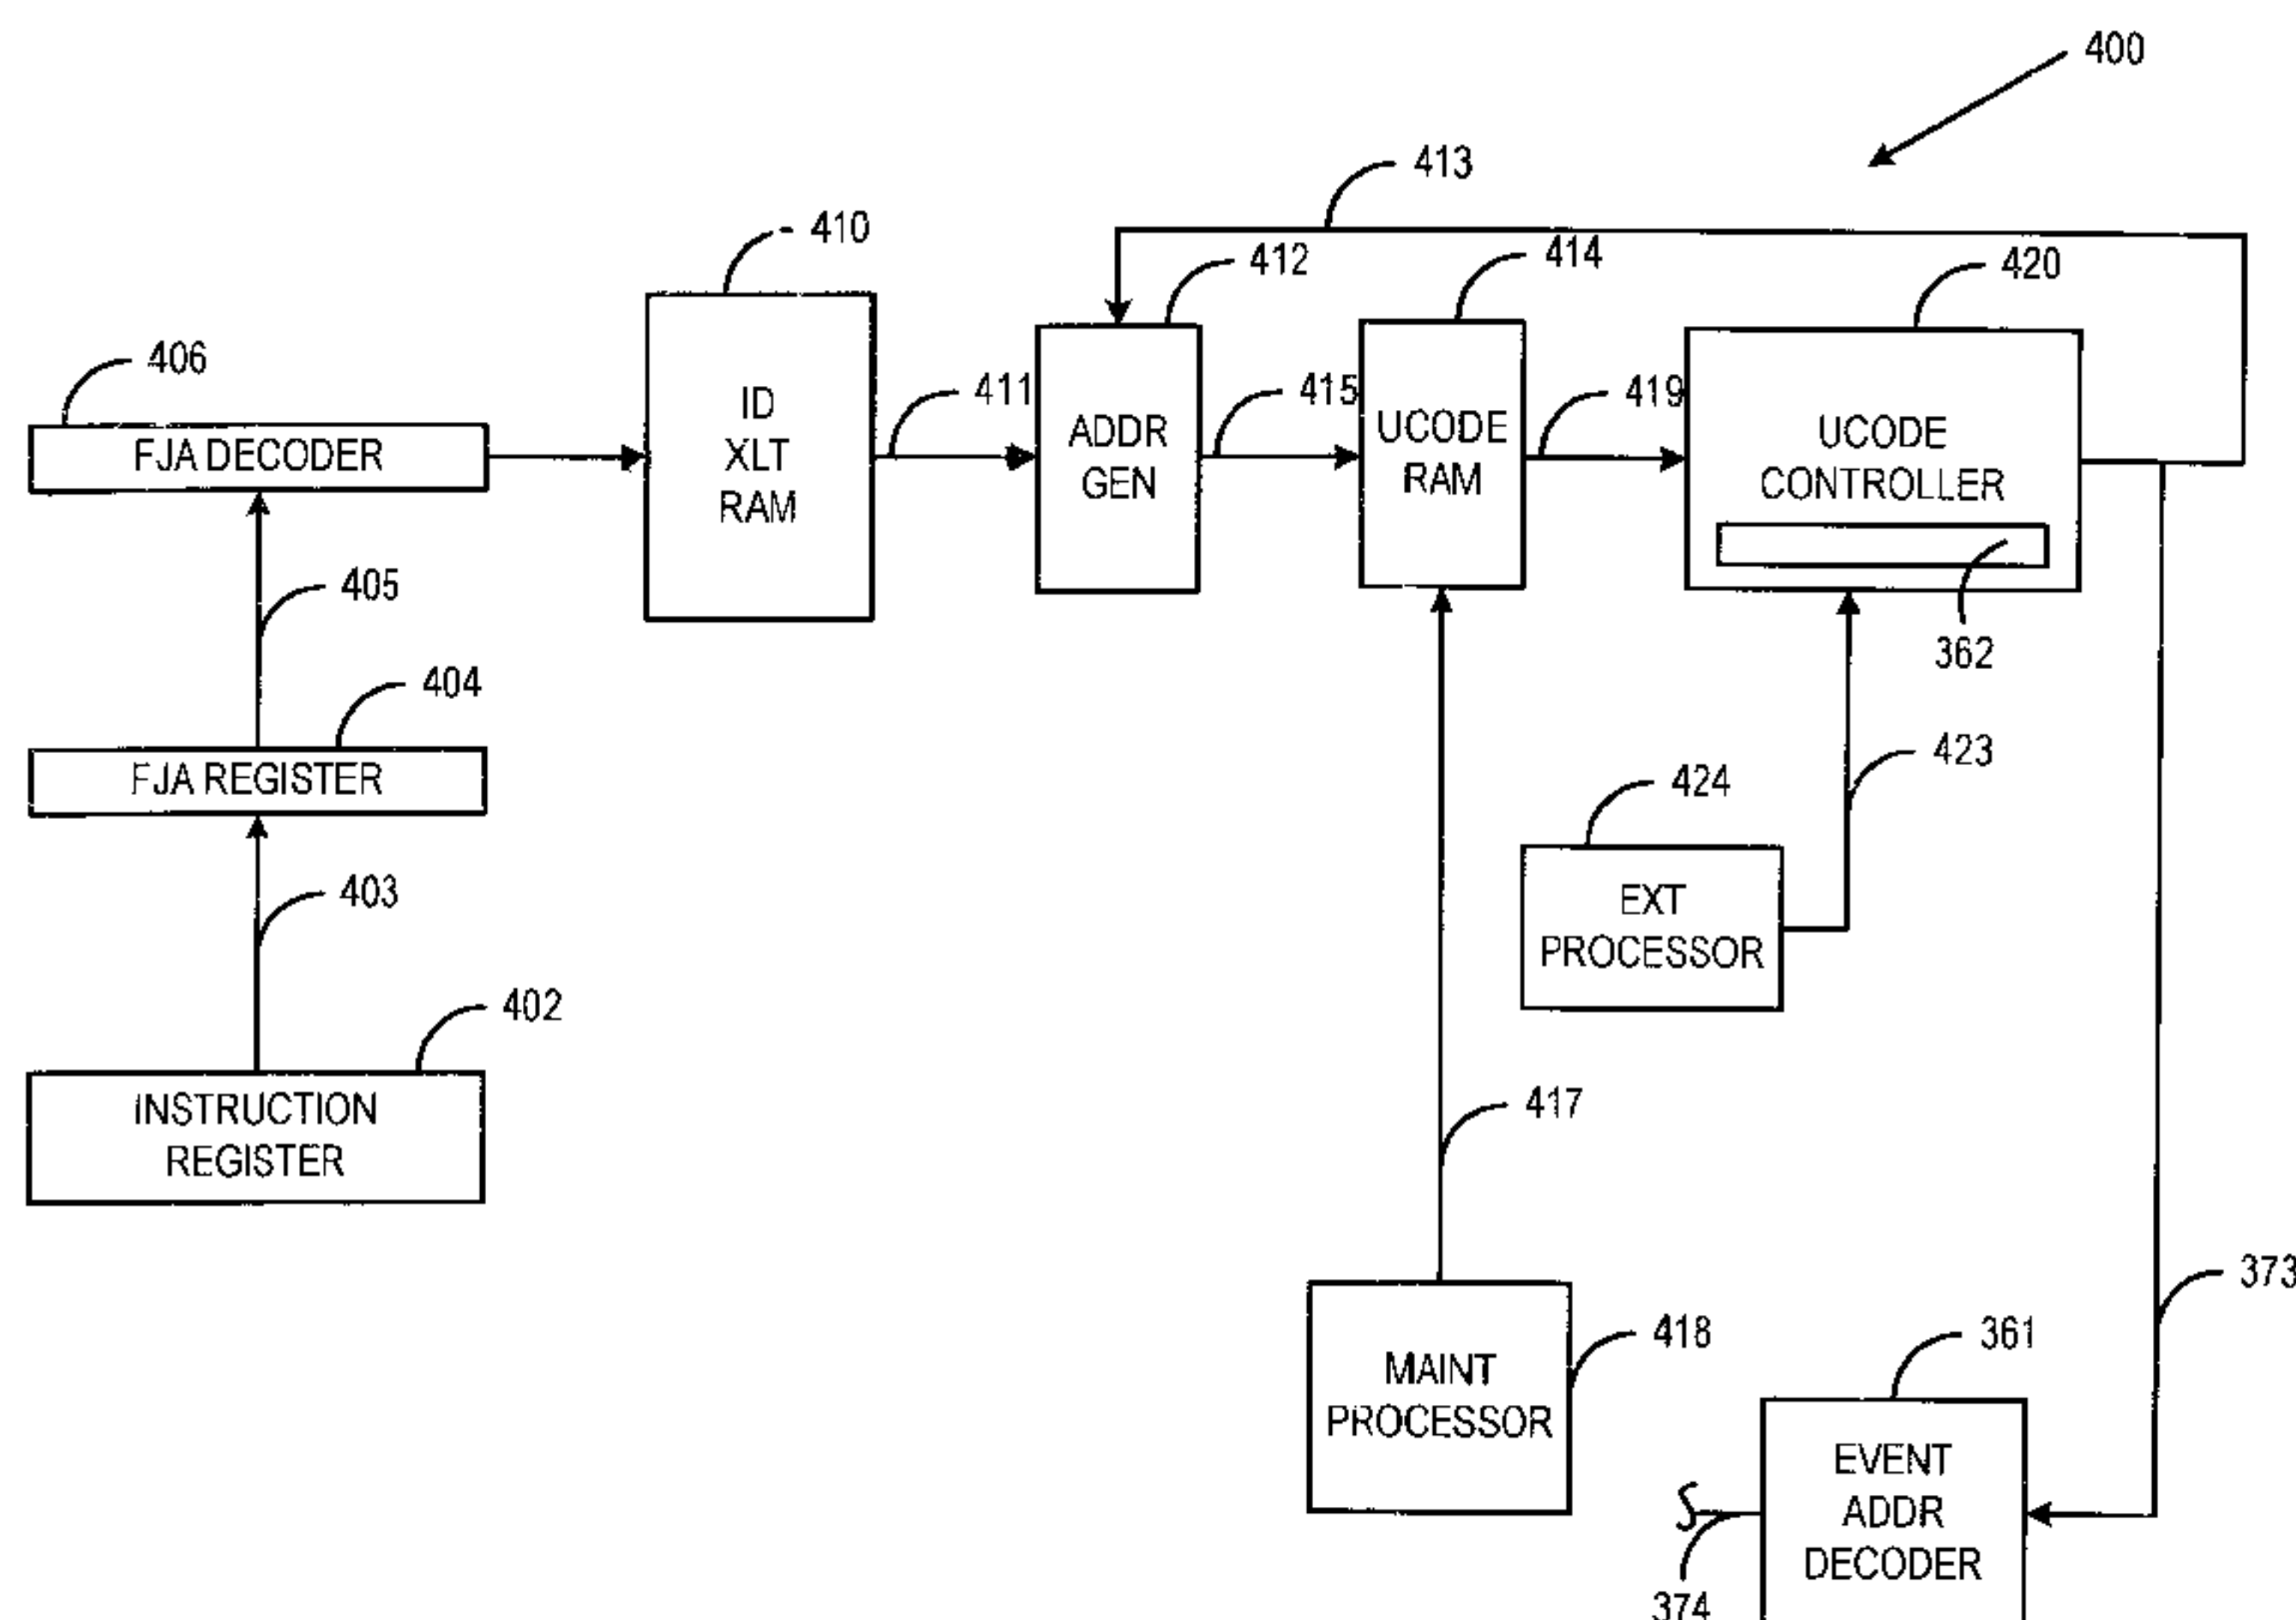 400
413
410
412
414
420
406
ID
XLT
RAM
411
ADDR
GEN
415
UCODE
RAM
419
UCODE
CONTROLLER
FJA DECODER
405
362
404
FJA REGISTER
423
424
403
EXT
PROCESSOR
402
INSTRUCTION
REGISTER
417
373
418
361
MAINT
PROCESSOR
EVENT
ADDR
DECODER
374